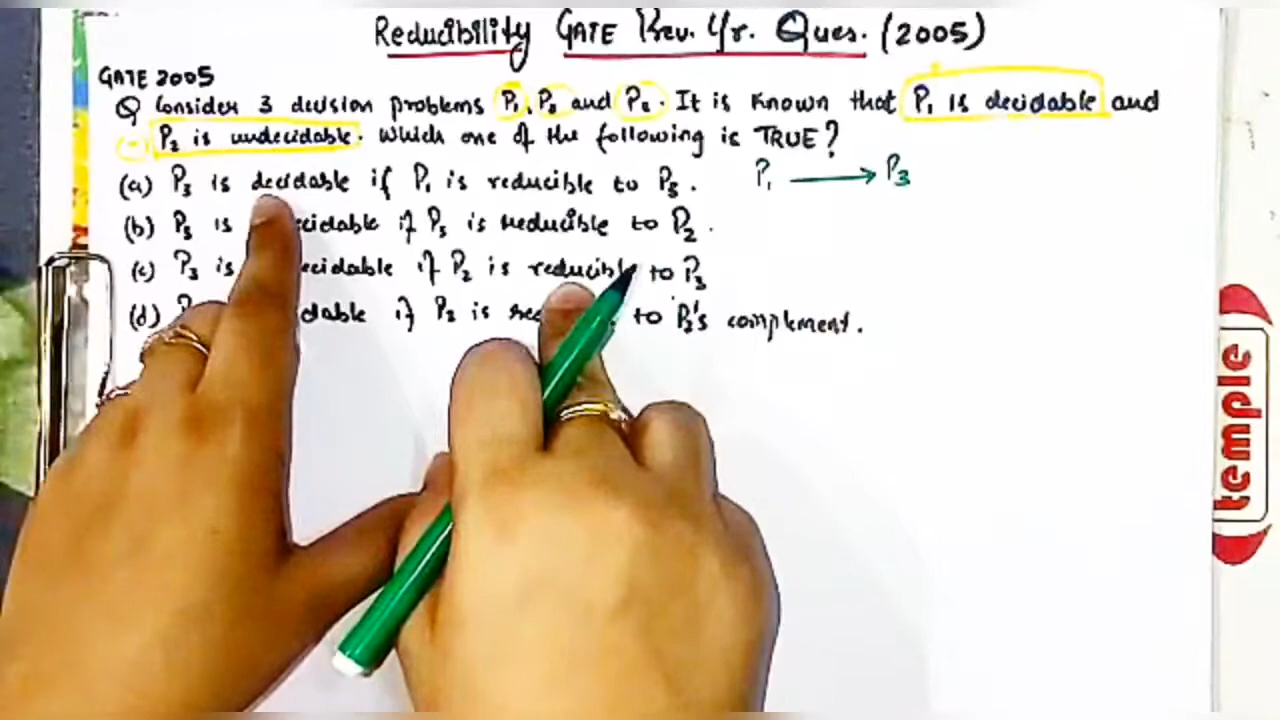 Reducibility GATE Prev. Yr. Ques. (2005)
GATE 2005
Q Consider 3 decision problems P₁, P₂ and P₃. It is known that P₁ is decidable and
P₂ is undecidable. Which one of the following is TRUE?
(a) P₃ is decidable if P₁ is reducible to P₃.
P₁ → P₃
(b) P₃ is cidable if P₃ is reducible to P₂.
(c) P₃ is ecidable if P₂ is reducibl to P₃
(d) dable if P₃ is to P₂'s complement.
temple